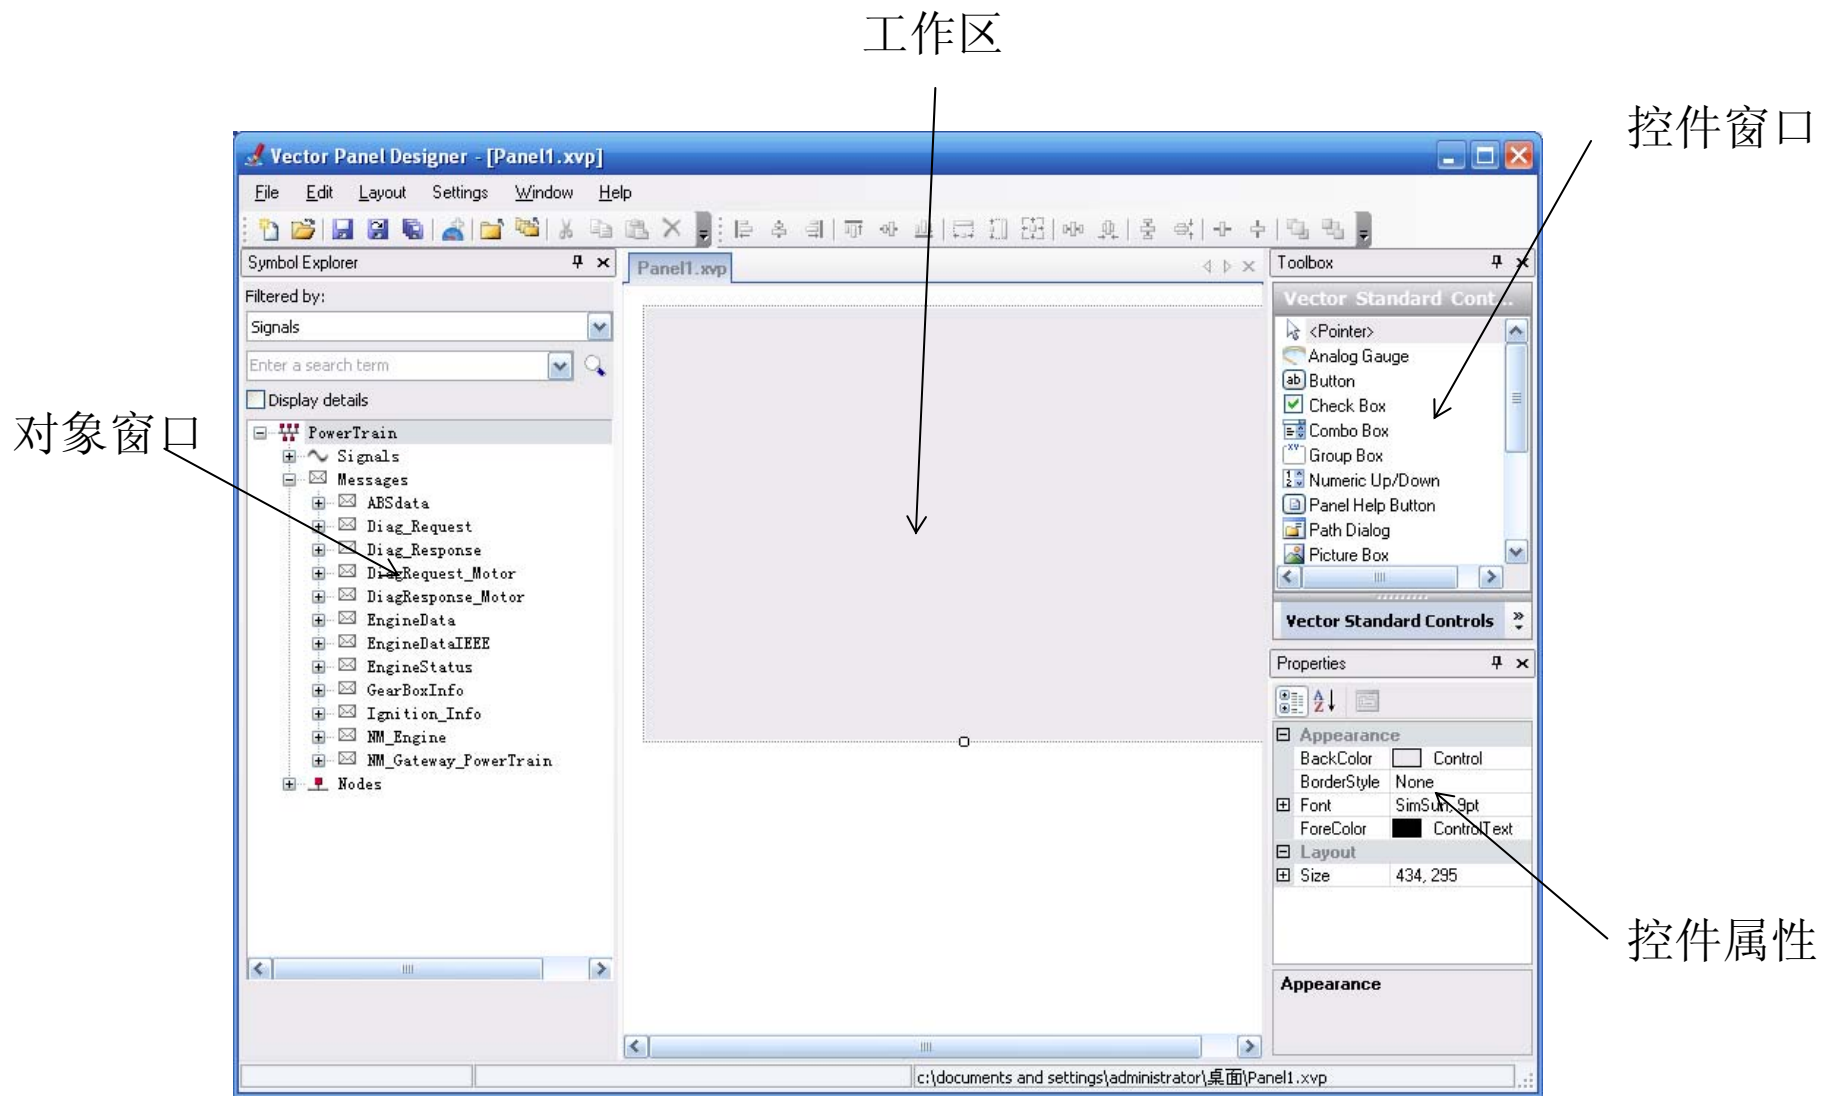 工作区
控件窗口
Vector Panel Designer - [Panel1.xvp]
File Edit Layout Settings Window Help
Symbol Explorer
Panel1.xvp
Toolbox
Filtered by:
Signals
Enter a search term
Display details
对象窗口
PowerTrain
Signals
Messages
ABSdata
Diag_Request
Diag_Response
DiagRequest_Motor
DiagResponse_Motor
EngineData
EngineDataIEEE
EngineStatus
GearBoxInfo
Ignition_Info
NM_Engine
NM_Gateway_PowerTrain
Nodes
Vector Standard Cont...
<Pointer>
Analog Gauge
Button
Check Box
Combo Box
Group Box
Numeric Up/Down
Panel Help Button
Path Dialog
Picture Box
Vector Standard Controls
Properties
Appearance
BackColor Control
BorderStyle None
Font SimSun, 9pt
ForeColor ControlText
Layout
Size 434, 295
控件属性
Appearance
c:\documents and settings\administrator\桌面\Panel1.xvp